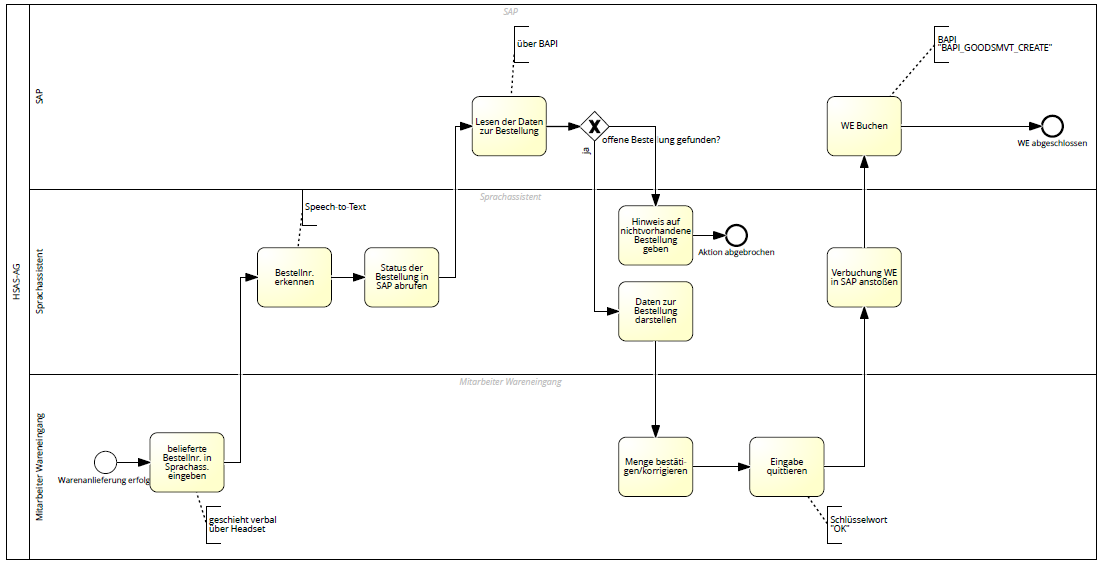 HSAS-AG
SAP
SAP
über BAPI
Lesen der Daten
zur Bestellung
offene Bestellung gefunden?
ja
BAPI
"BAPI_GOODSMVT_CREATE"
WE Buchen
WE abgeschlossen
Sprachassistent
Sprachassistent
Speech-to-Text
Bestellnr.
erkennen
Status der
Bestellung in
SAP abrufen
Hinweis auf
nichtvorhandene
Bestellung
geben
Aktion abgebrochen
Daten zur
Bestellung
darstellen
Verbuchung WE
in SAP anstoßen
Mitarbeiter Wareneingang
Mitarbeiter Wareneingang
Warenanlieferung erfolg
belieferte
Bestellnr. in
Sprachass.
eingeben
geschieht verbal
über Headset
Menge bestäti-
gen/korrigieren
Eingabe
quittieren
Schlüsselwort
"OK"